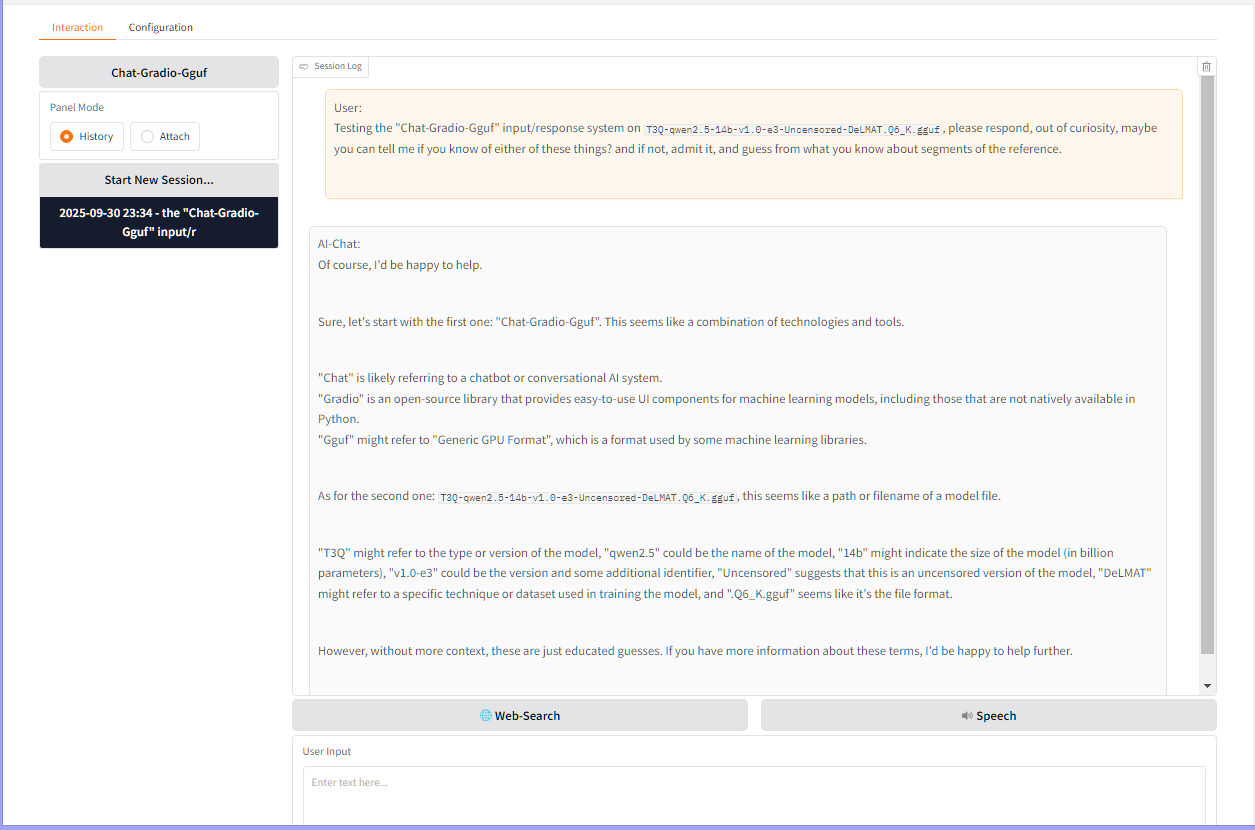 Interaction
Configuration
Chat-Gradio-Gguf
Panel Mode
History
Attach
Start New Session...
2025-09-30 23:34 - the "Chat-Gradio-
Gguf" input/r
Session Log
User:
Testing the "Chat-Gradio-Gguf" input/response system on T3Q-qwen2.5-14b-v1.0-e3-Uncensored-DeLMAT.Q6_K.gguf, please respond, out of curiosity, maybe
you can tell me if you know of either of these things? and if not, admit it, and guess from what you know about segments of the reference.
AI-Chat:
Of course, I'd be happy to help.
Sure, let's start with the first one: "Chat-Gradio-Gguf". This seems like a combination of technologies and tools.
"Chat" is likely referring to a chatbot or conversational AI system.
"Gradio" is an open-source library that provides easy-to-use UI components for machine learning models, including those that are not natively available in
Python.
"Gguf" might refer to "Generic GPU Format", which is a format used by some machine learning libraries.
As for the second one: T3Q-qwen2.5-14b-v1.0-e3-Uncensored-DeLMAT.Q6_K.gguf, this seems like a path or filename of a model file.
"T3Q" might refer to the type or version of the model, "qwen2.5" could be the name of the model, "14b" might indicate the size of the model (in billion
parameters), "v1.0-e3" could be the version and some additional identifier, "Uncensored" suggests that this is an uncensored version of the model, "DeLMAT"
might refer to a specific technique or dataset used in training the model, and ".Q6_K.gguf" seems like it's the file format.
However, without more context, these are just educated guesses. If you have more information about these terms, I'd be happy to help further.
Web-Search
Speech
User Input
Enter text here...